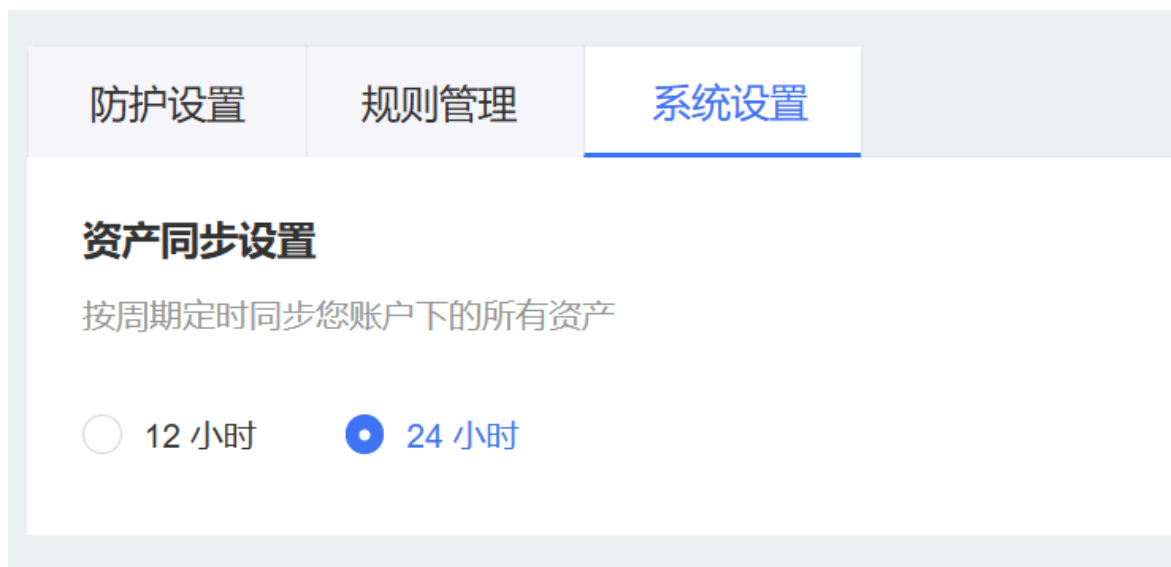 防护设置 规则管理 系统设置
资产同步设置
按周期定时同步您账户下的所有资产
12 小时 24 小时